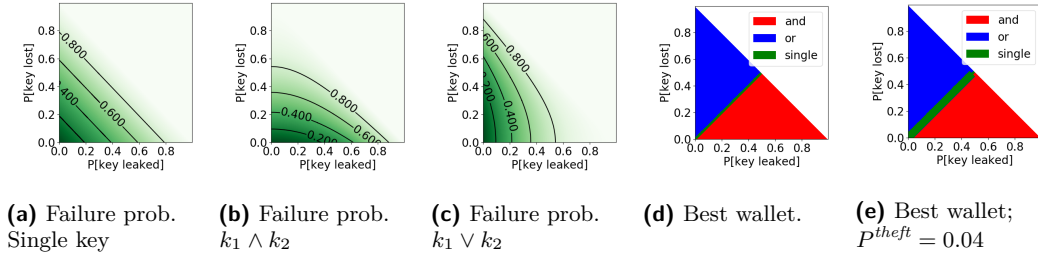 P[key lost]
0.8
0.6
0.4
0.2
0.0
0.800
0.600
.400
0.0 0.2 0.4 0.6 0.8
P[key leaked]
P[key lost]
0.8
0.6
0.4
0.2
0.0
0.800
0.600
0.400
0.200
0.0 0.2 0.4 0.6 0.8
P[key leaked]
P[key lost]
0.8
0.6
0.4
0.2
0.0
0.800
.600
0.400
0.200
0.0 0.2 0.4 0.6 0.8
P[key leaked]
P[key lost]
1.0
0.8
0.6
0.4
0.2
0.0
and
or
single
0.0 0.2 0.4 0.6 0.8
P[key leaked]
P[key lost]
1.0
0.8
0.6
0.4
0.2
0.0
and
or
single
0.0 0.2 0.4 0.6 0.8
P[key leaked]
(a) Failure prob.
Single key
(b) Failure prob.
k₁ ∧ k₂
(c) Failure prob.
k₁ ∨ k₂
(d) Best wallet.
(e) Best wallet;
P^theft = 0.04